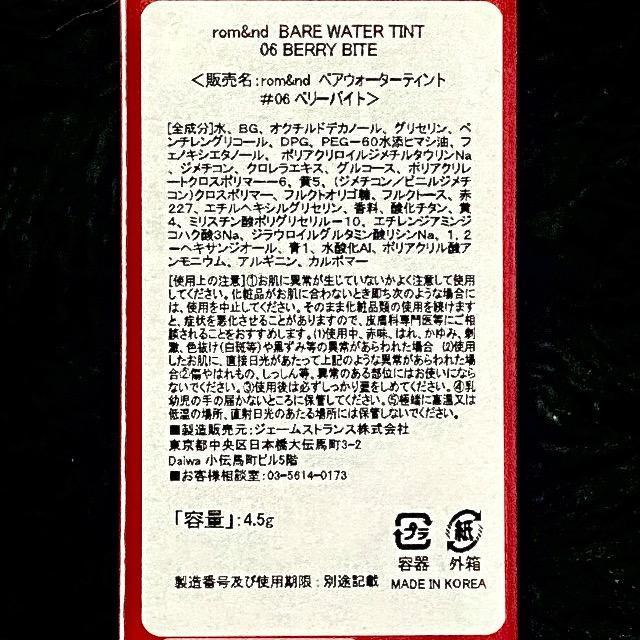 rom&nd BARE WATER TINT
06 BERRY BITE
＜販売名：rom&nd ベアウォーターティント
#06 ベリーバイト＞
[全成分]水、BG、オクチルドデカノール、グリセリン、ペ
ンチレングリコール、DPG、PEG－60水添ヒマシ油、フ
ェノキシエタノール、ポリアクリロイルジメチルタウリンNa
、ジメチコン、クロレラエキス、グルコース、ポリアクリレ
ートクロスポリマー－6、黄5、（ジメチコン/ビニルジメチ
コン）クロスポリマー、フルクトオリゴ糖、フルクトース、赤
227、エチルヘキシルグリセリン、香料、酸化チタン、黄
4、ミリスチン酸ポリグリセリル－10、エチレンジアミンジ
コハク酸3Na、ジラウロイルグルタミン酸リシンNa、1，2
－ヘキサンジオール、青1、水酸化Al、ポリアクリル酸ア
ンモニウム、アルギニン、カルボマー
[使用上の注意]①お肌に異常が生じていないかよく注意して使用
してください。化粧品がお肌に合わないとき即ち次のような場合に
は、使用を中止してください。そのまま化粧品類の使用を続けます
と、症状を悪化させることがありますので、皮膚科専門医等にご相
談されることをおすすめします。(1)使用中、赤味、はれ、かゆみ、刺
激、色抜け(白斑等)や黒ずみ等の異常があらわれた場合 (2)使用
したお肌に、直接日光があたって上記のような異常があらわれた場
合②傷やはれもの、しっしん等、異常のある部位にはお使いになら
ないでください。③使用後は必ずしっかり蓋をしめてください。④乳
幼児の手の届かないところに保管してください。⑤極端に高温又は
低温の場所、直射日光のあたる場所には保管しないでください。
■製造販売元：ジェームストランス株式会社
東京都中央区日本橋大伝馬町3-2
Daiwa 小伝馬町ビル5階
■お客様相談室：03-5614-0173
「容量」：4.5g
プラ 紙
容器 外箱
製造番号及び使用期限：別途記載 MADE IN KOREA